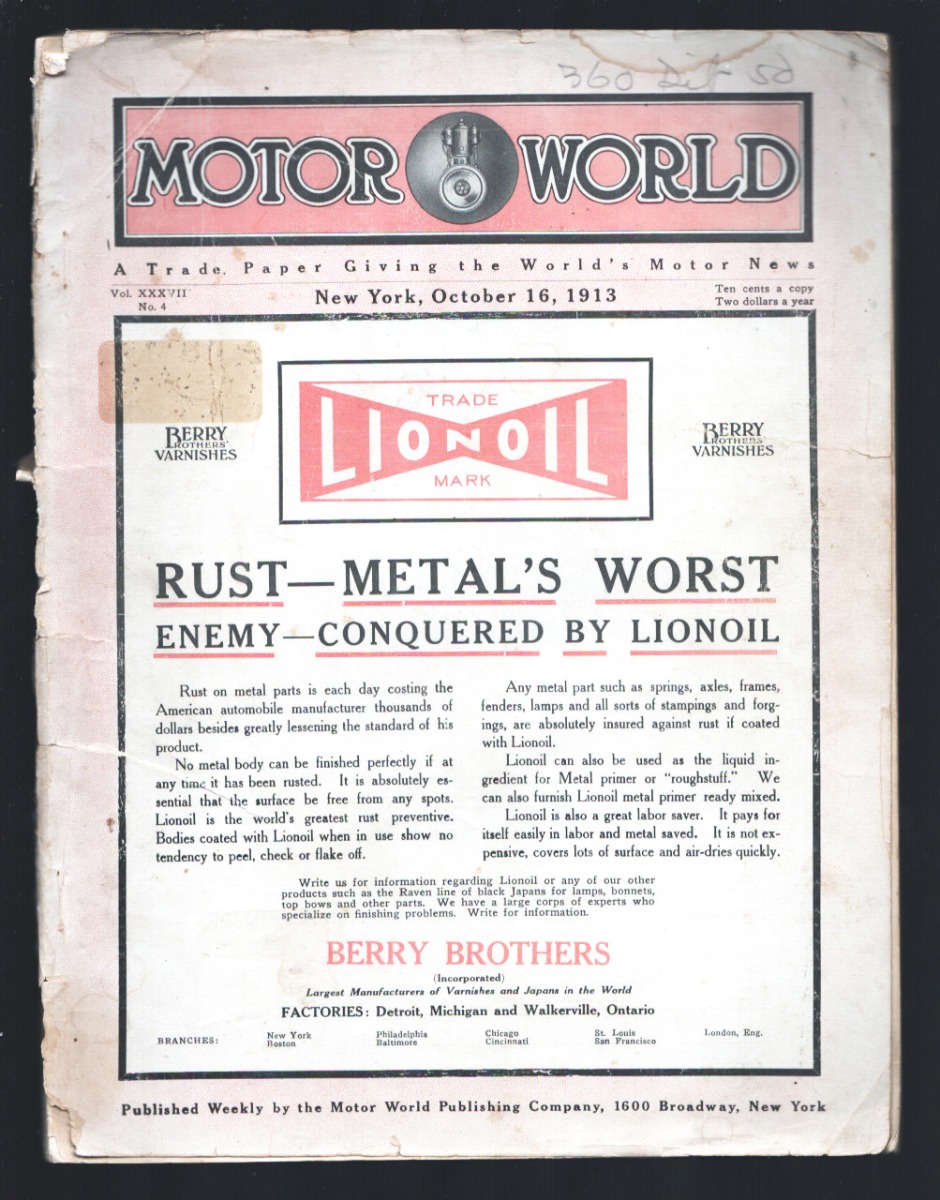 360
MOTOR WORLD
A Trade Paper Giving the World's Motor News
Vol. XXXVII
No. 4
New York, October 16, 1913
Ten cents a copy
Two dollars a year
BERRY
BROTHERS'
VARNISHES
TRADE
LIONOIL
MARK
BERRY
BROTHERS'
VARNISHES
RUST—METAL'S WORST
ENEMY—CONQUERED BY LIONOIL
Rust on metal parts is each day costing the
American automobile manufacturer thousands of
dollars besides greatly lessening the standard of his
product.
No metal body can be finished perfectly if at
any time it has been rusted. It is absolutely es-
sential that the surface be free from any spots.
Lionoil is the world's greatest rust preventive.
Bodies coated with Lionoil when in use show no
tendency to peel, check or flake off.
Any metal part such as springs, axles, frames,
fenders, lamps and all sorts of stampings and forg-
ings, are absolutely insured against rust if coated
with Lionoil.
Lionoil can also be used as the liquid in-
gredient for Metal primer or "roughstuff." We
can also furnish Lionoil metal primer ready mixed.
Lionoil is also a great labor saver. It pays for
itself easily in labor and metal saved. It is not ex-
pensive, covers lots of surface and air-dries quickly.
Write us for information regarding Lionoil or any of our other
products such as the Raven line of black Japans for lamps, bonnets,
top bows and other parts. We have a large corps of experts who
specialize on finishing problems. Write for information.
BERRY BROTHERS
(Incorporated)
Largest Manufacturers of Varnishes and Japans in the World
FACTORIES: Detroit, Michigan and Walkerville, Ontario
BRANCHES:
New York
Boston
Philadelphia
Baltimore
Chicago
Cincinnati
St. Louis
San Francisco
London, Eng.
Published Weekly by the Motor World Publishing Company, 1600 Broadway, New York